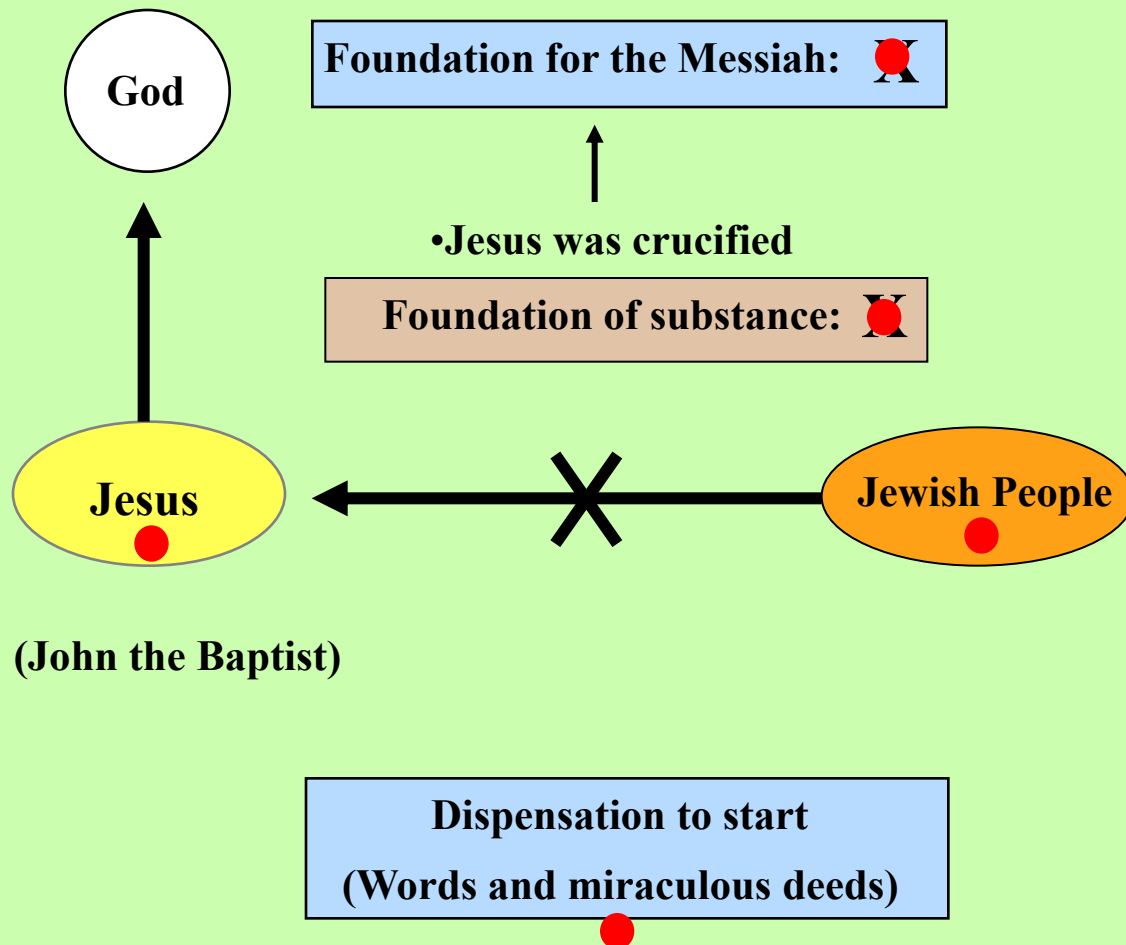 God
Foundation for the Messiah: X
•Jesus was crucified
Foundation of substance: X
Jesus
Jewish People
(John the Baptist)
Dispensation to start
(Words and miraculous deeds)